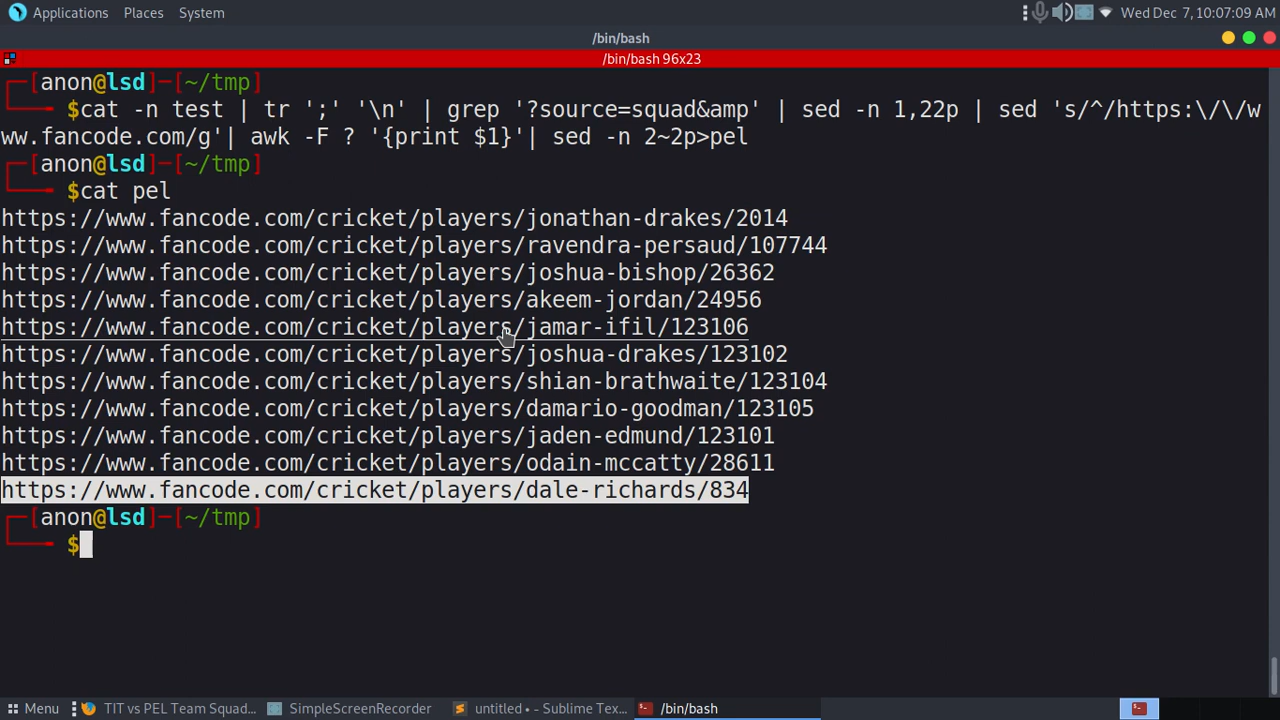 Applications Places System Wed Dec 7, 10:07:09 AM
/bin/bash
/bin/bash 96x23
┌─[anon@lsd]─[~/tmp]
└──╼ $cat -n test | tr ';' '\n' | grep '?source=squad&amp' | sed -n 1,22p | sed 's/^/https:\/\/w
ww.fancode.com/g'| awk -F ? '{print $1}'| sed -n 2~2p>pel
┌─[anon@lsd]─[~/tmp]
└──╼ $cat pel
https://www.fancode.com/cricket/players/jonathan-drakes/2014
https://www.fancode.com/cricket/players/ravendra-persaud/107744
https://www.fancode.com/cricket/players/joshua-bishop/26362
https://www.fancode.com/cricket/players/akeem-jordan/24956
https://www.fancode.com/cricket/players/jamar-ifil/123106
https://www.fancode.com/cricket/players/joshua-drakes/123102
https://www.fancode.com/cricket/players/shian-brathwaite/123104
https://www.fancode.com/cricket/players/damario-goodman/123105
https://www.fancode.com/cricket/players/jaden-edmund/123101
https://www.fancode.com/cricket/players/odain-mccatty/28611
https://www.fancode.com/cricket/players/dale-richards/834
┌─[anon@lsd]─[~/tmp]
└──╼ $
Menu TIT vs PEL Team Squad... SimpleScreenRecorder untitled • - Sublime Tex... /bin/bash